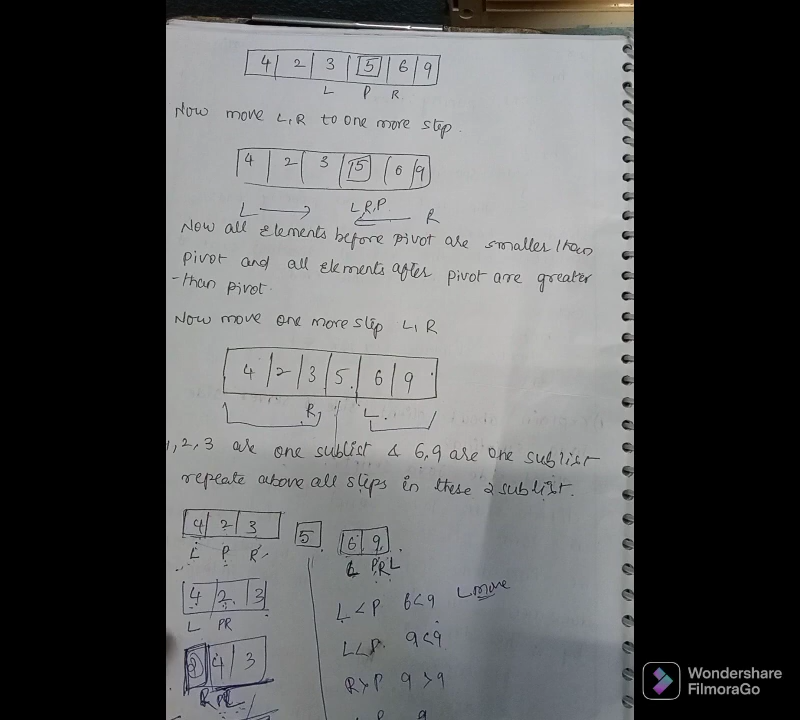 4 2 3 5 6 9
L P R
Now move L, R to one more step.
4 2 3 5 6 9
L L R, P R
Now all elements before pivot are smaller than
pivot and all elements after pivot are greater
-than pivot.
Now move one more step L, R
4 2 3 5 6 9
R, L
,2,3 are one sublist & 6,9 are one sublist
repeate above all steps in these 2 sublist.
4 2 3 5 6 9
L P R L P R L
4 2 3 L<P 6<9 L move
L PR
L<P. 9<9
2 4 3
R>P 9>9
R P L
P 9
Wondershare
FilmoraGo